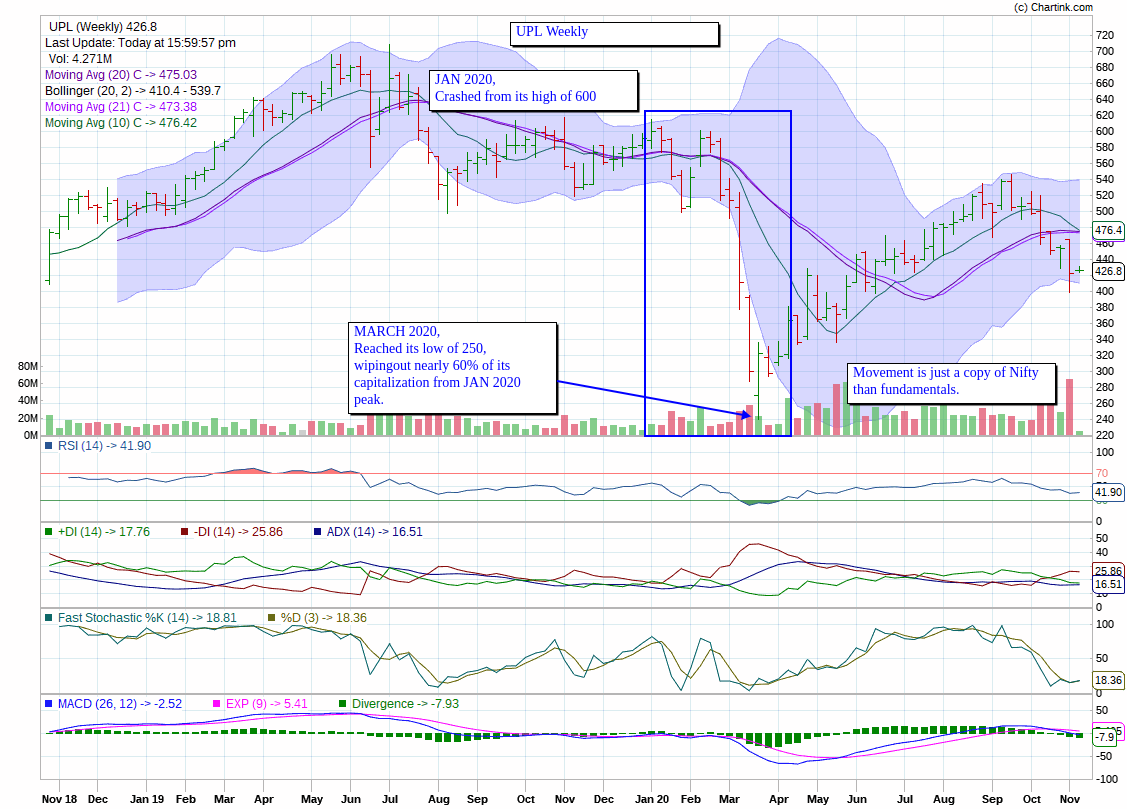 (c) Chartink.com
UPL (Weekly) 426.8
Last Update: Today at 15:59:57 pm
Vol: 4.271M
Moving Avg (20) C -> 475.03
Bollinger (20, 2) -> 410.4 - 539.7
Moving Avg (21) C -> 473.38
Moving Avg (10) C -> 476.42
UPL Weekly
JAN 2020,
Crashed from its high of 600
MARCH 2020,
Reached its low of 250,
wipingout nearly 60% of its
capitalization from JAN 2020
peak.
Movement is just a copy of Nifty
than fundamentals.
720
700
680
660
640
620
600
580
560
540
520
500
476.4
460
440
426.8
400
380
360
340
320
300
280
260
240
220
80M
60M
40M
20M
0M
RSI (14) -> 41.90
100
70
41.90
0
+DI (14) -> 17.76 -DI (14) -> 25.86 ADX (14) -> 16.51
50
40
25.86
16.51
10
0
Fast Stochastic %K (14) -> 18.81 %D (3) -> 18.36
100
50
18.36
0
MACD (26, 12) -> -2.52 EXP (9) -> 5.41 Divergence -> -7.93
50
-7.9
-50
-100
Nov 18 Dec Jan 19 Feb Mar Apr May Jun Jul Aug Sep Oct Nov Dec Jan 20 Feb Mar Apr May Jun Jul Aug Sep Oct Nov